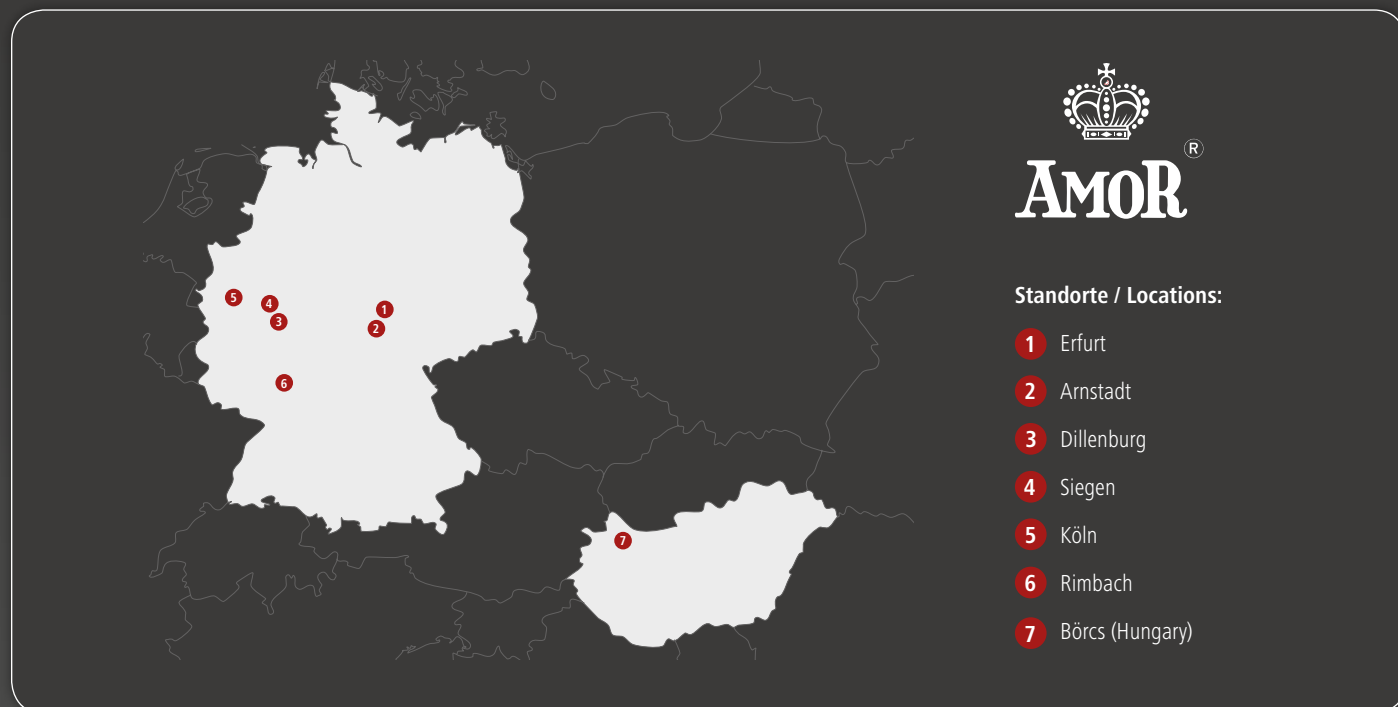 AMOR
®
Standorte / Locations:
1 Erfurt
2 Arnstadt
3 Dillenburg
4 Siegen
5 Köln
6 Rimbach
7 Börcs (Hungary)
5
4
3
1
2
6
7